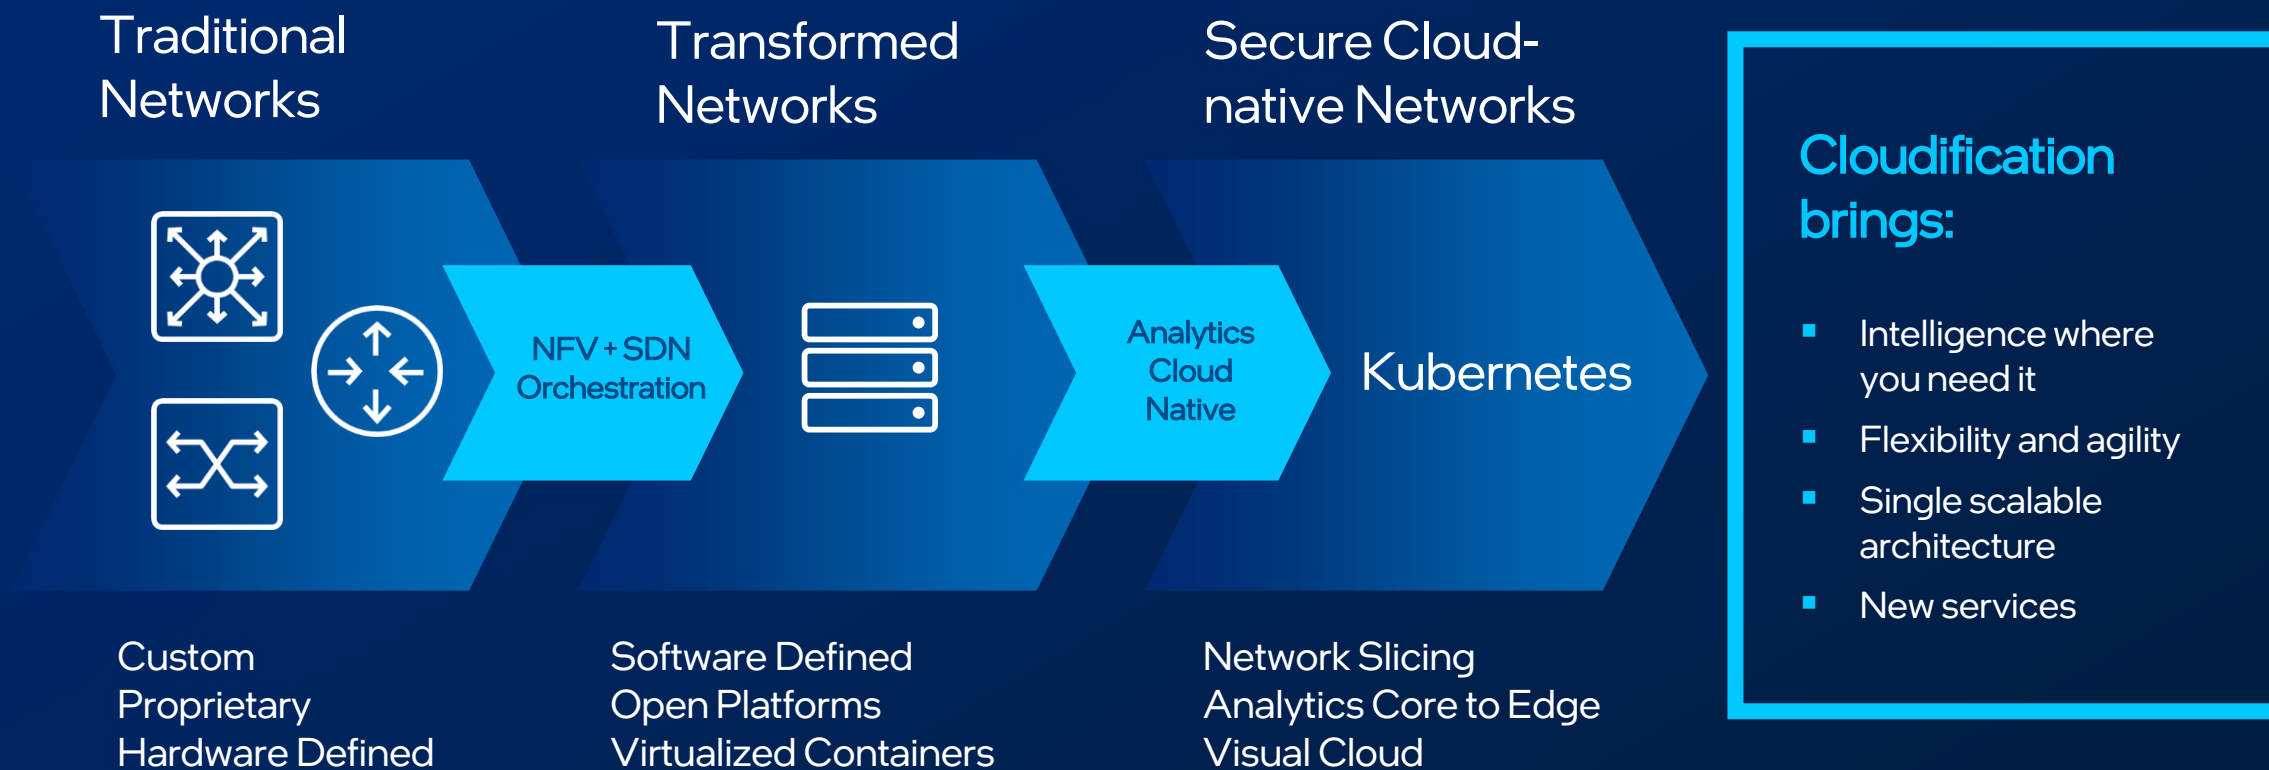 Traditional
Networks
Transformed
Networks
Secure Cloud-
native Networks
NFV + SDN
Orchestration
Analytics
Cloud
Native
Kubernetes
Custom
Proprietary
Hardware Defined
Software Defined
Open Platforms
Virtualized Containers
Network Slicing
Analytics Core to Edge
Visual Cloud
Cloudification
brings:
Intelligence where
you need it
Flexibility and agility
Single scalable
architecture
New services